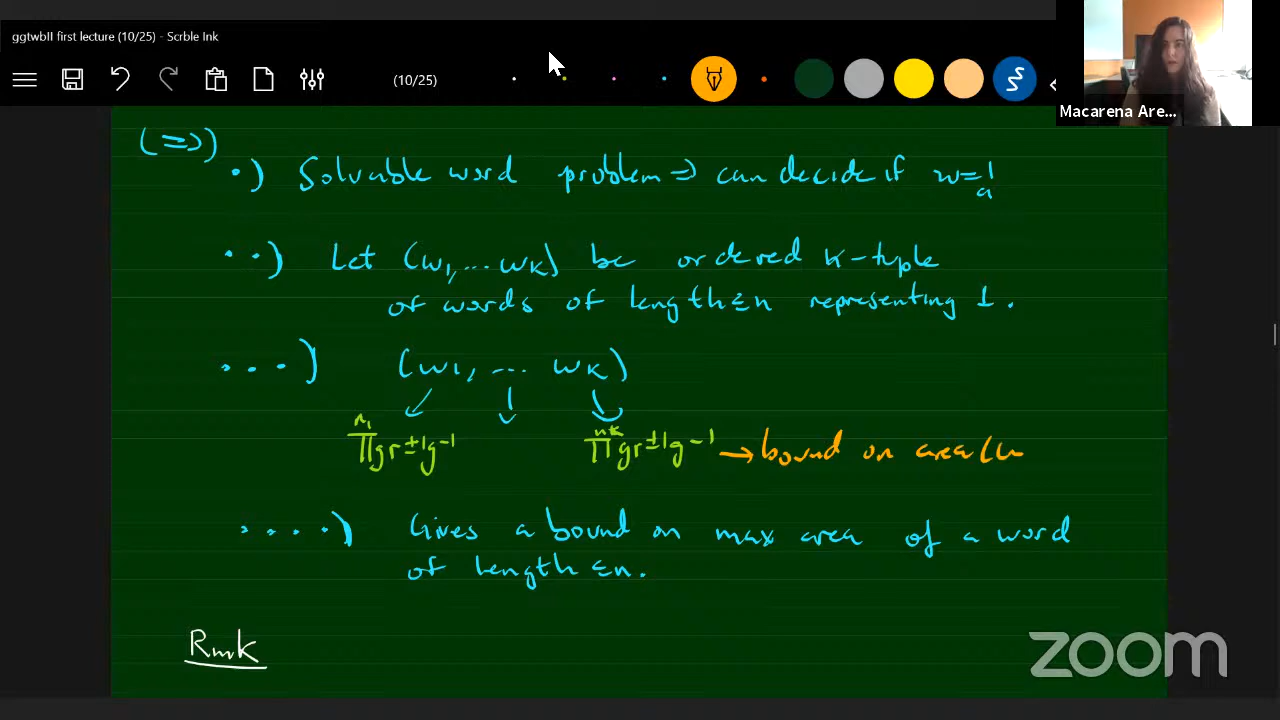 ggtwbII first lecture (10/25) - Scrble Ink
(10/25)
Macarena Are...
(⇒)
·) Solvable word problem ⇒ can decide if w=1
G
··) Let (w1, ... wk) be ordered k-tuple
of words of length ≤n representing 1.
···) (w1, ... wk)
n1 nk
∏gr±1g-1 ∏gr±1g-1 → bound on area(w
····) Gives a bound on max area of a word
of length ≤n.
Rmk
zoom